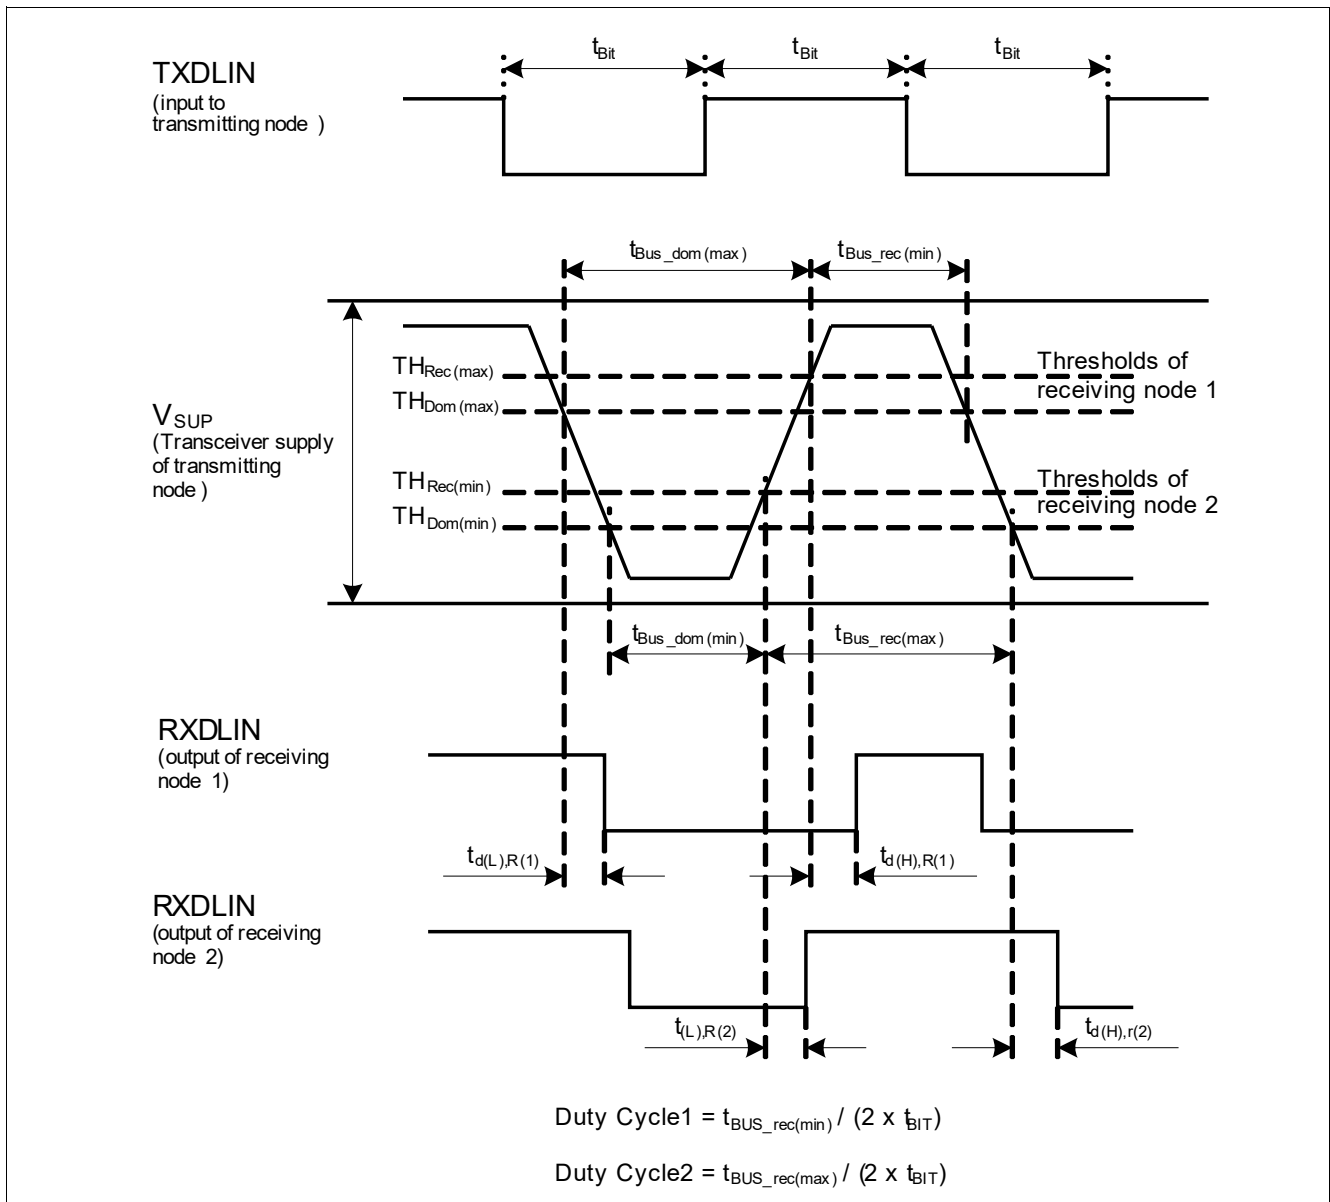 TXDLIN
(input to
transmitting node )
tBit
tBit
tBit
tBus_dom(max)
tBus_rec(min)
VSUP
(Transceiver supply
of transmitting
node )
THRec(max)
THDom(max)
THRec(min)
THDom(min)
Thresholds of
receiving node 1
Thresholds of
receiving node 2
tBus_dom(min)
tBus_rec(max)
RXDLIN
(output of receiving
node 1)
td(L),R(1)
td(H),R(1)
RXDLIN
(output of receiving
node 2)
t(L),R(2)
td(H),r(2)
Duty Cycle1 = tBUS_rec(min) / (2 x tBIT)
Duty Cycle2 = tBUS_rec(max) / (2 x tBIT)